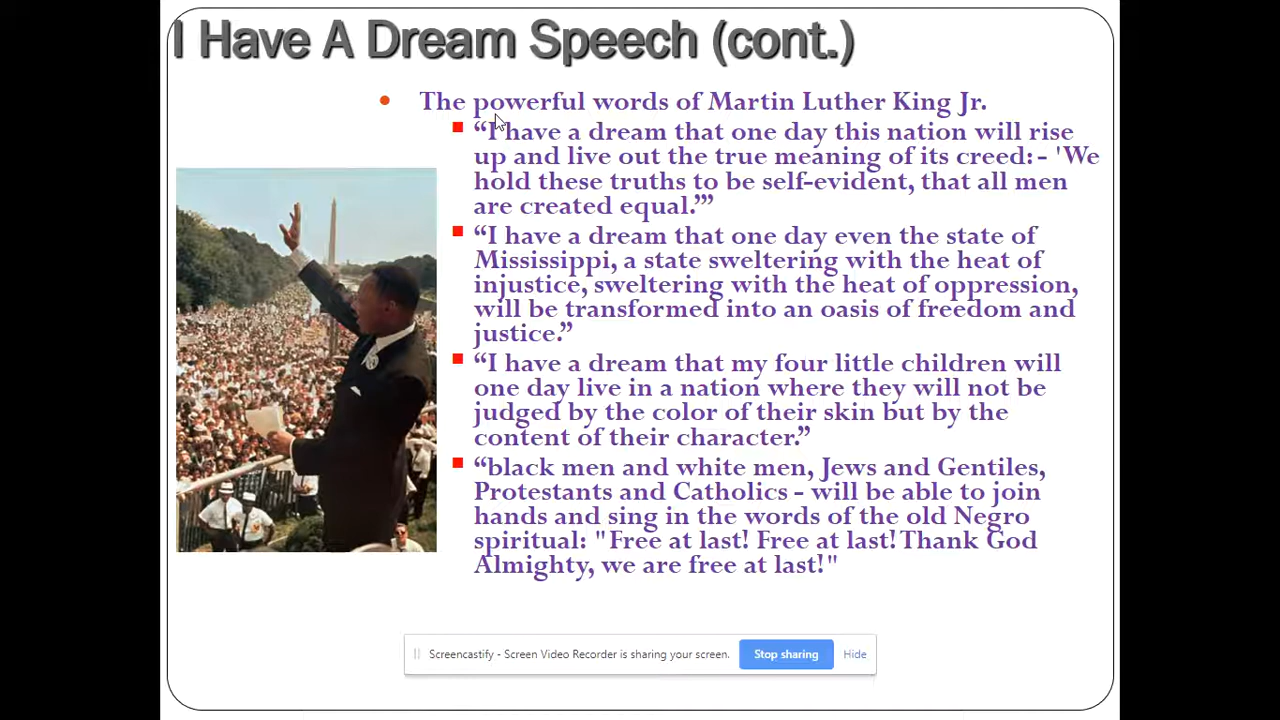 I Have A Dream Speech (cont.)
The powerful words of Martin Luther King Jr.
“I have a dream that one day this nation will rise
up and live out the true meaning of its creed: - 'We
hold these truths to be self-evident, that all men
are created equal.’”
“I have a dream that one day even the state of
Mississippi, a state sweltering with the heat of
injustice, sweltering with the heat of oppression,
will be transformed into an oasis of freedom and
justice.”
“I have a dream that my four little children will
one day live in a nation where they will not be
judged by the color of their skin but by the
content of their character.”
“black men and white men, Jews and Gentiles,
Protestants and Catholics - will be able to join
hands and sing in the words of the old Negro
spiritual: "Free at last! Free at last! Thank God
Almighty, we are free at last!"
Screencastify - Screen Video Recorder is sharing your screen. Stop sharing Hide